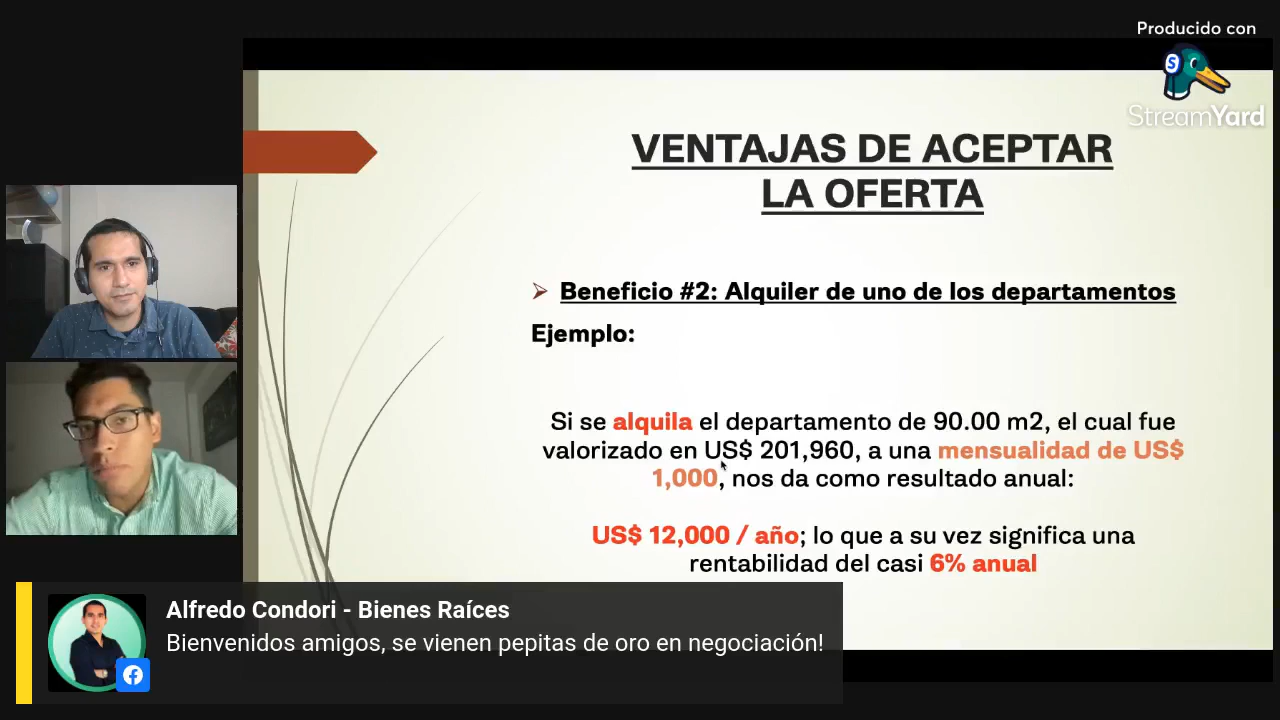 Producido con
StreamYard
VENTAJAS DE ACEPTAR
LA OFERTA
Beneficio #2: Alquiler de uno de los departamentos
Ejemplo:
Si se alquila el departamento de 90.00 m2, el cual fue
valorizado en US$ 201,960, a una mensualidad de US$
1,000, nos da como resultado anual:
US$ 12,000 / año; lo que a su vez significa una
rentabilidad del casi 6% anual
Alfredo Condori - Bienes Raíces
Bienvenidos amigos, se vienen pepitas de oro en negociación!